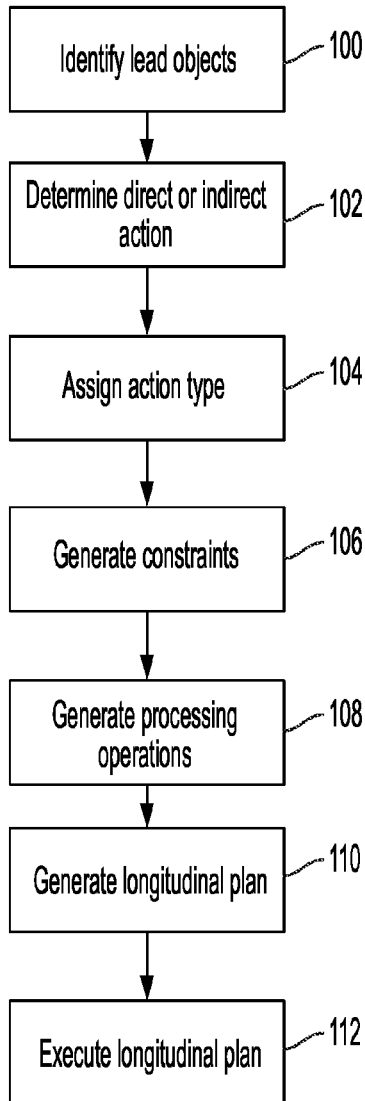 Identify lead objects
100
Determine direct or indirect
action
102
Assign action type
104
Generate constraints
106
Generate processing
operations
108
Generate longitudinal plan
110
Execute longitudinal plan
112